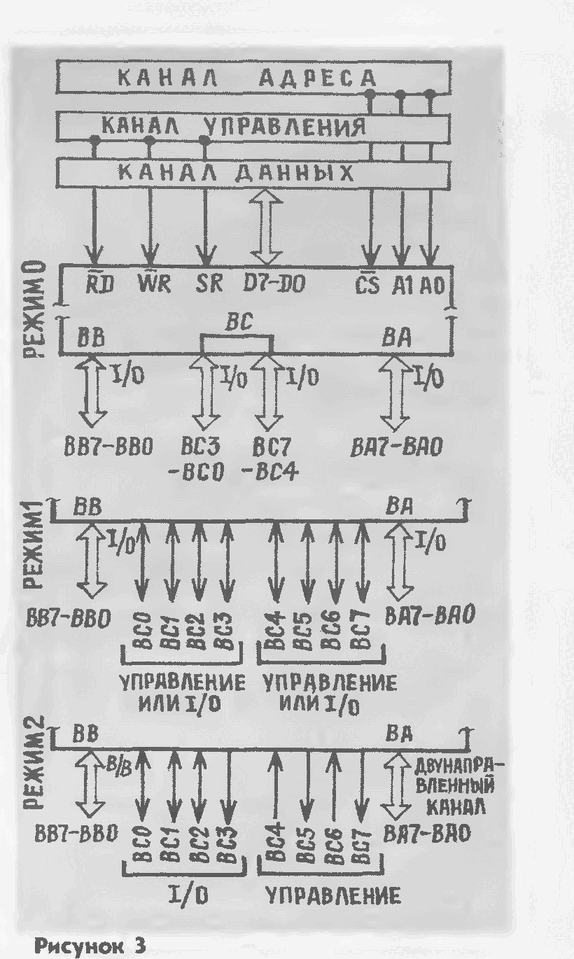 КАНАЛ АДРЕСА
КАНАЛ УПРАВЛЕНИЯ
КАНАЛ ДАННЫХ
РЕЖИМ 0
R̅D W̅R SR D7-D0 C̅S A1 A0
BB BC BA
I/O I/O I/O I/O
BB7-BB0 BC3 BC7 BA7-BA0
-BC0 -BC4
РЕЖИМ 1
BB BA
I/O I/O
BB7-BB0 BC0 BC1 BC2 BC3 BC4 BC5 BC6 BC7 BA7-BA0
УПРАВЛЕНИЕ УПРАВЛЕНИЕ
ИЛИ I/O ИЛИ I/O
РЕЖИМ 2
BB BA
В/В ДВУНАПРА-
ВЛЕННЫЙ
КАНАЛ
BB7-BB0 BC0 BC1 BC2 BC3 BC4 BC5 BC6 BC7 BA7-BA0
I/O УПРАВЛЕНИЕ
Рисунок 3